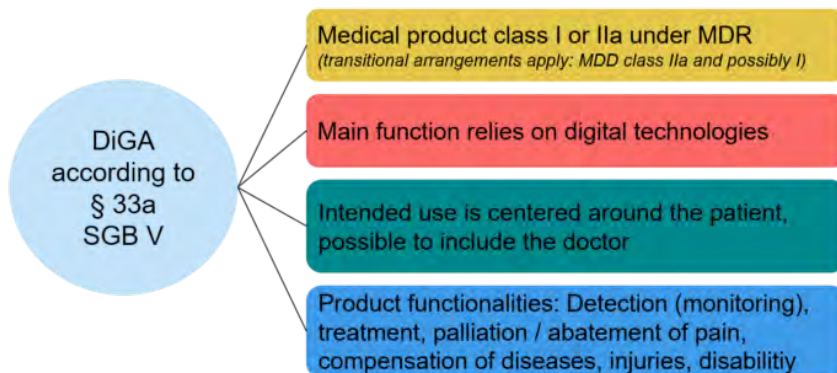 DiGA
according to
§ 33a
SGB V
Medical product class I or IIa under MDR
(transitional arrangements apply: MDD class IIa and possibly I)
Main function relies on digital technologies
Intended use is centered around the patient,
possible to include the doctor
Product functionalities: Detection (monitoring),
treatment, palliation / abatement of pain,
compensation of diseases, injuries, disabilitiy